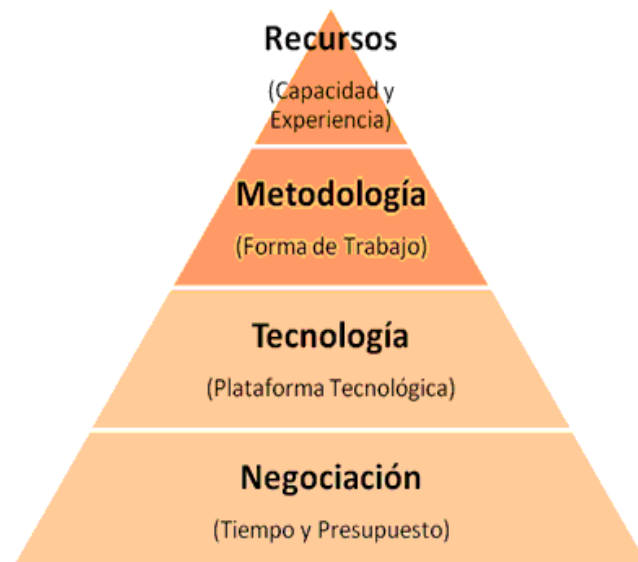 Recursos
(Capacidad y
Experiencia)
Metodología
(Forma de Trabajo)
Tecnología
(Plataforma Tecnológica)
Negociación
(Tiempo y Presupuesto)